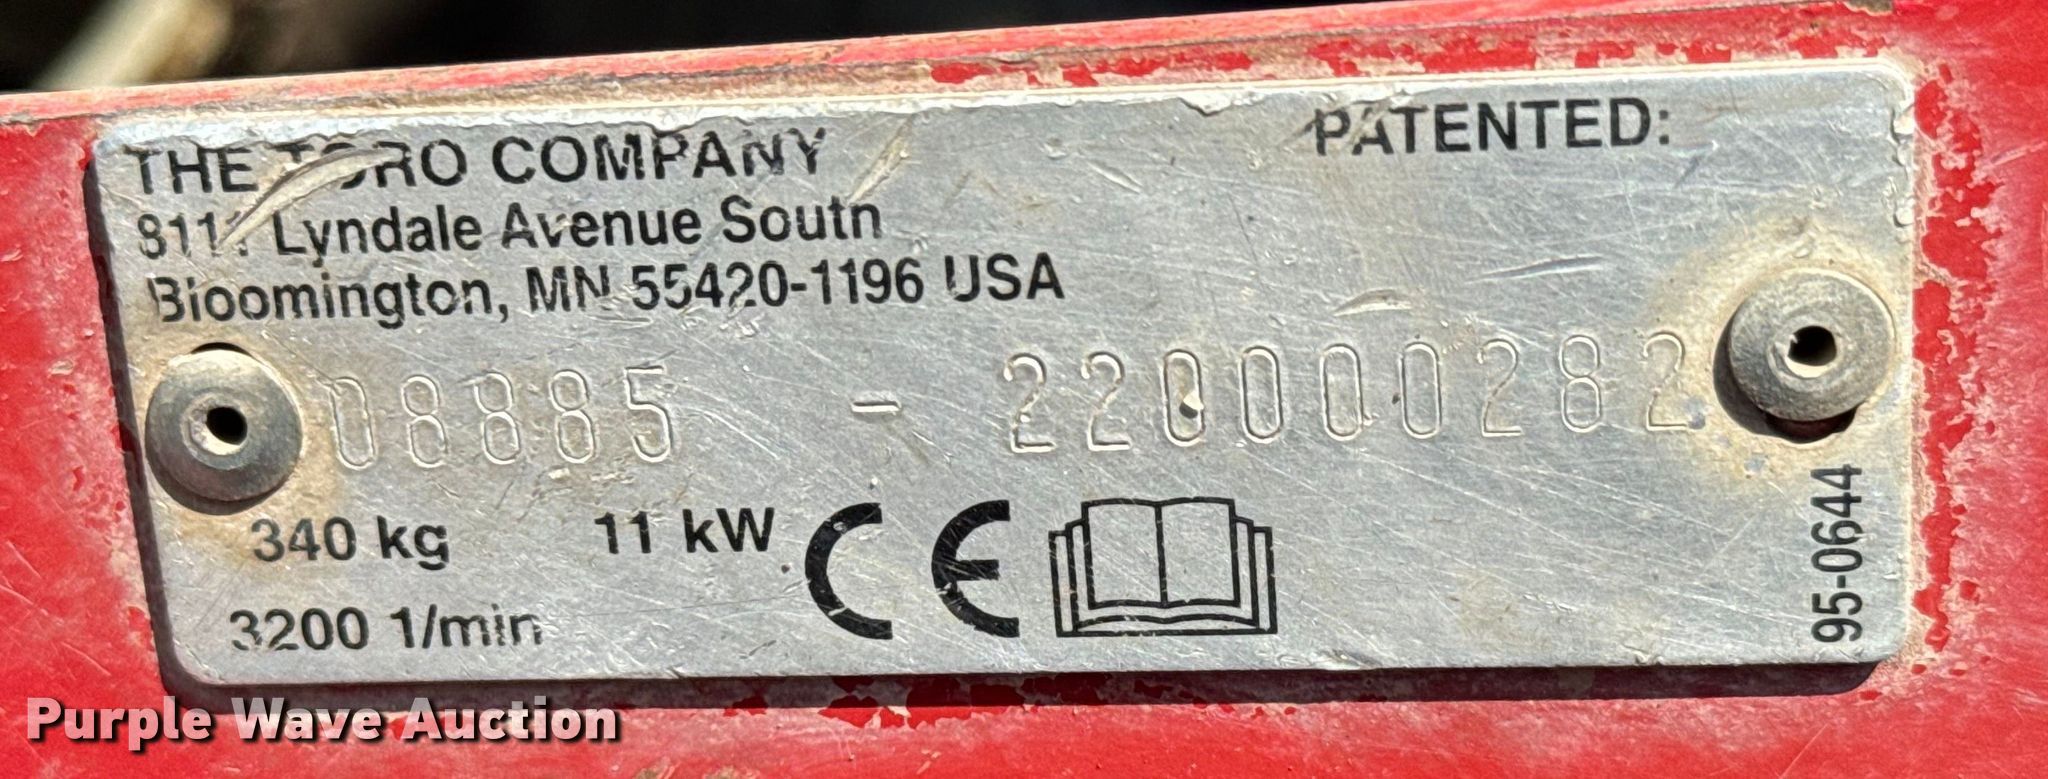 THE TORO COMPANY
8111 Lyndale Avenue South
Bloomington, MN 55420-1196 USA
PATENTED:
08885 - 220000282
340 kg 11 kW CE
3200 1/min
95-0644
Purple Wave Auction